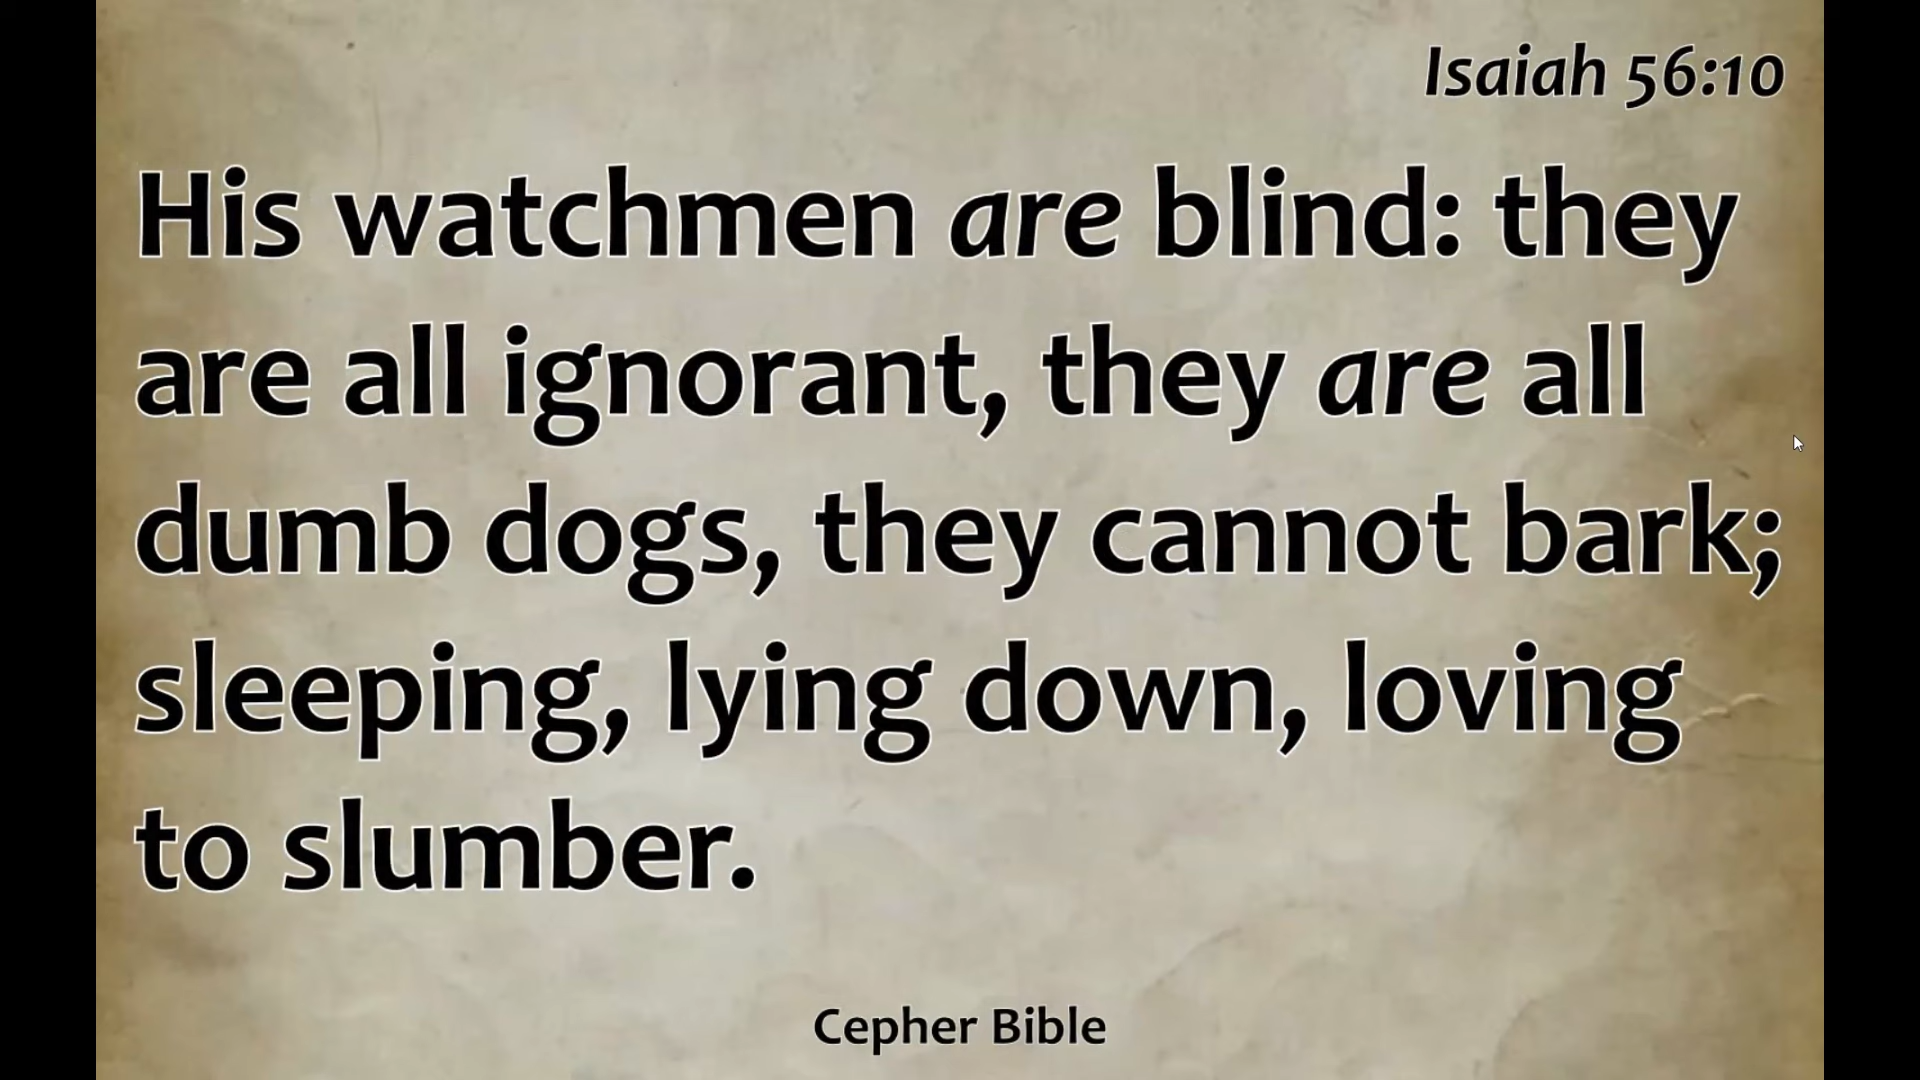 Isaiah 56:10
His watchmen are blind: they
are all ignorant, they are all
dumb dogs, they cannot bark;
sleeping, lying down, loving
to slumber.
Cepher Bible